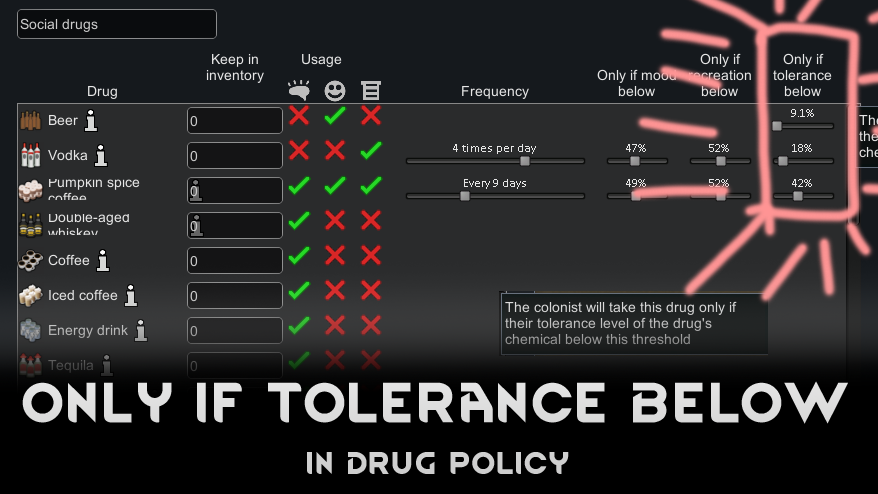 Social drugs
Keep in
inventory
Usage
Drug
Frequency
Only if mood
below
Only if
recreation
below
Only if
tolerance
below
Beer
0
9.1%
The
the
che
Vodka
0
4 times per day
47%
52%
18%
Pumpkin spice
coffee
0
Every 9 days
49%
52%
42%
Double-aged
whiskey
0
Coffee
0
Iced coffee
0
The colonist will take this drug only if
their tolerance level of the drug's
chemical below this threshold
Energy drink
0
Tequila
0
ONLY IF TOLERANCE BELOW
IN DRUG POLICY